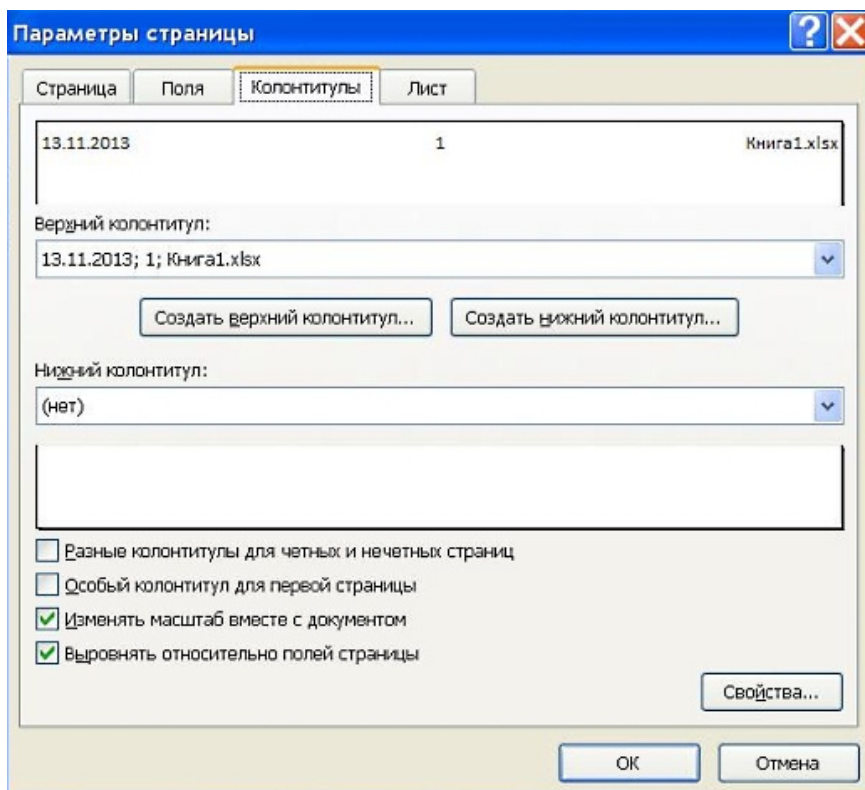 Параметры страницы
Страница Поля Колонтитулы Лист
13.11.2013 1 Книга1.xlsx
Верхний колонтитул:
13.11.2013; 1; Книга1.xlsx
Создать верхний колонтитул... Создать нижний колонтитул...
Нижний колонтитул:
(нет)
Разные колонтитулы для четных и нечетных страниц
Особый колонтитул для первой страницы
Изменять масштаб вместе с документом
Выровнять относительно полей страницы
Свойства...
ОК Отмена